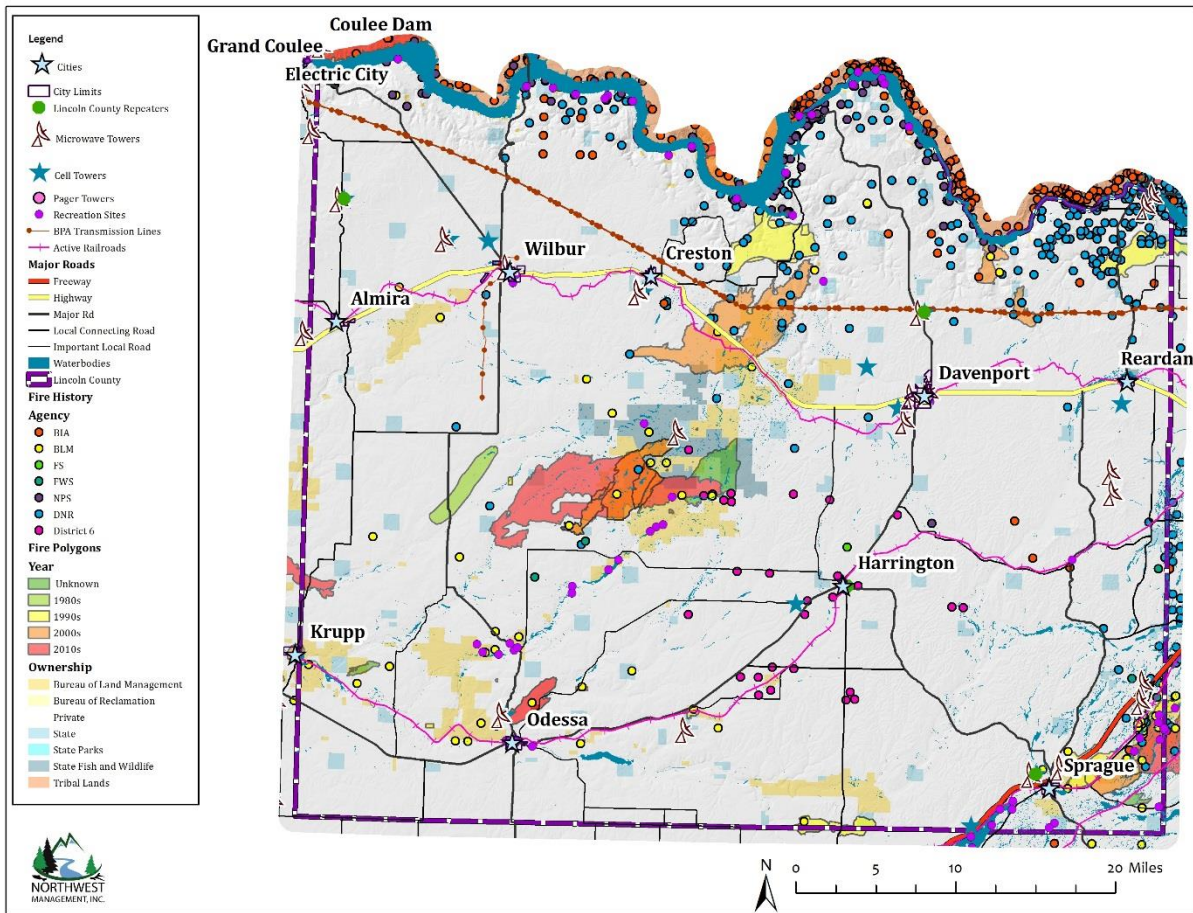 Legend
Cities
City Limits
Lincoln County Repeaters
Microwave Towers
Cell Towers
Pager Towers
Recreation Sites
BPA Transmission Lines
Active Railroads
Major Roads
Freeway
Highway
Major Rd
Local Connecting Road
Important Local Road
Waterbodies
Lincoln County
Fire History
Agency
BIA
BLM
FS
FWS
NPS
DNR
District 6
Fire Polygons
Year
Unknown
1980s
1990s
2000s
2010s
Ownership
Bureau of Land Management
Bureau of Reclamation
Private
State
State Parks
State Fish and Wildlife
Tribal Lands
Coulee Dam
Grand Coulee
Electric City
Wilbur
Creston
Almira
Reardan
Davenport
Harrington
Krupp
Odessa
Sprague
NORTHWEST
MANAGEMENT, INC.
N
0 5 10 20 Miles